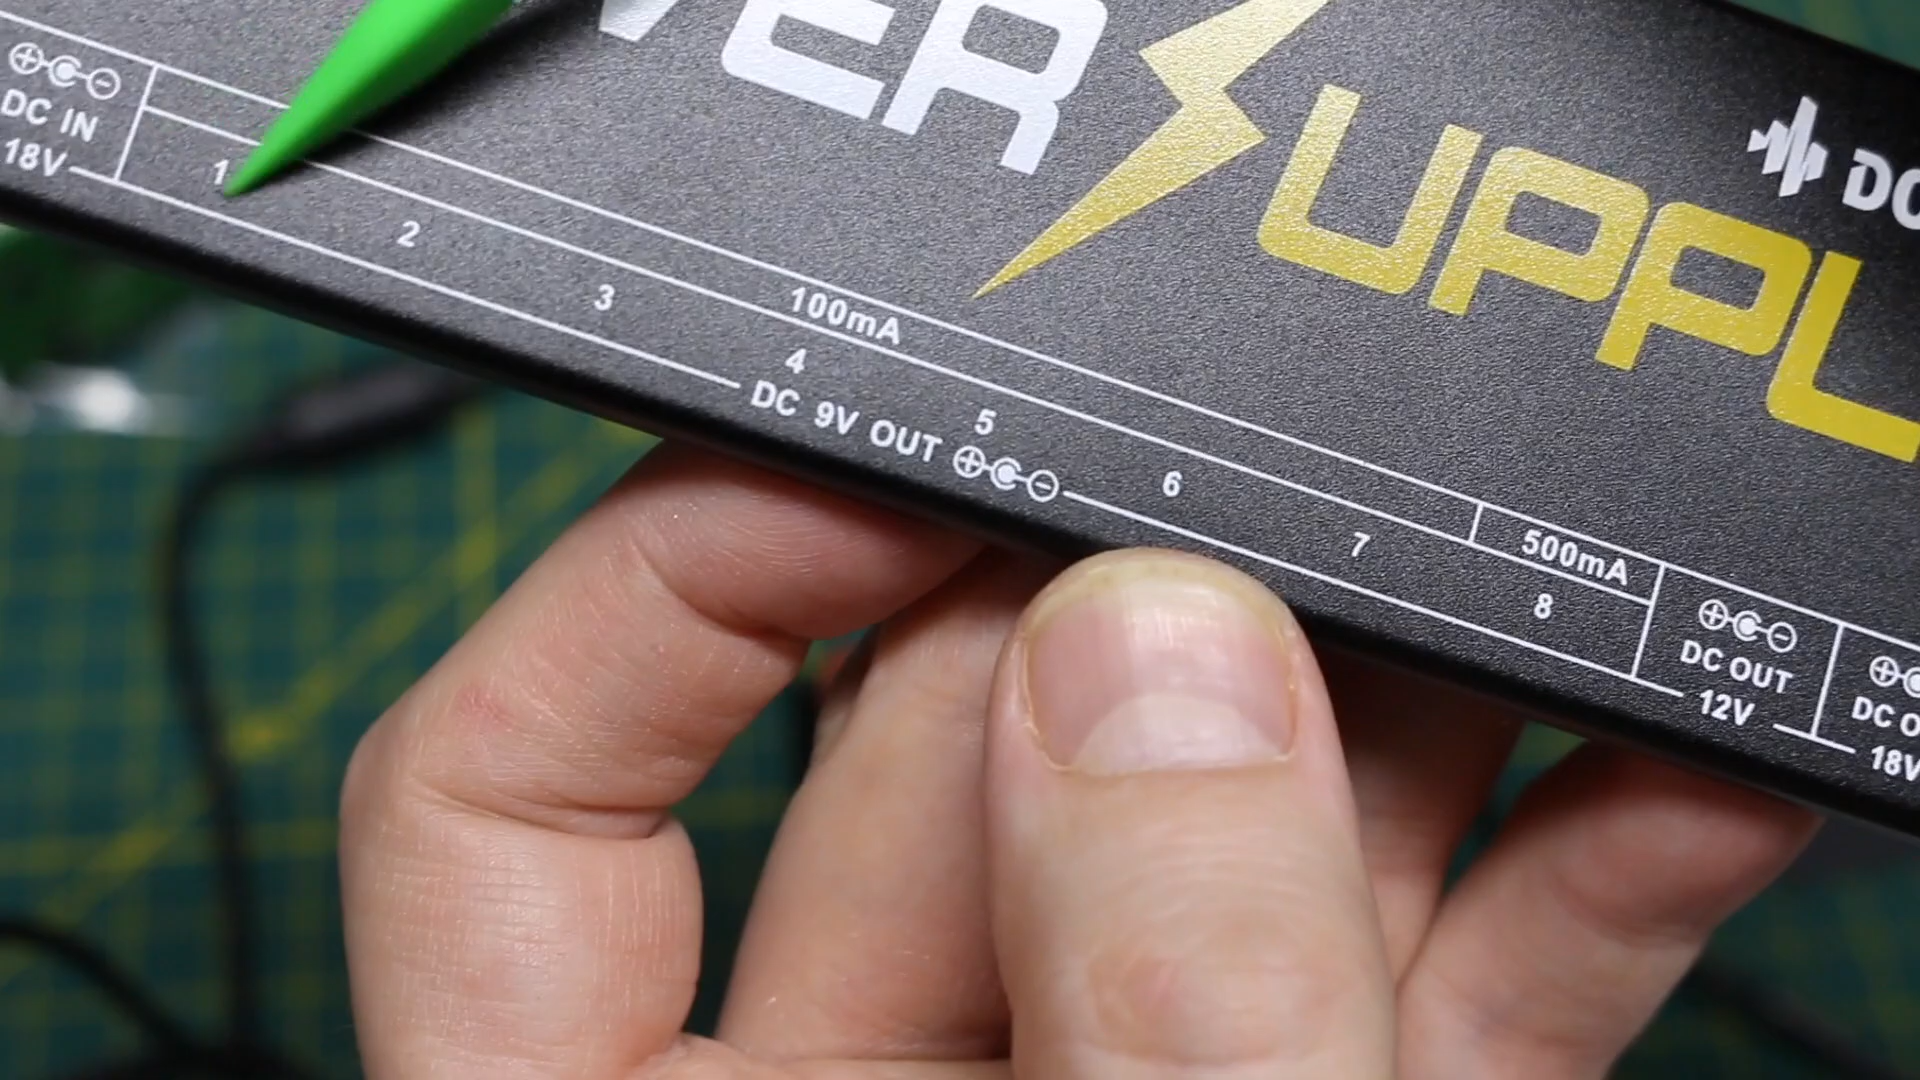 VER UPPL
DC IN
18V
100mA
500mA
1 2 3 4 5 6 7 8
DC 9V OUT
DC OUT
12V
DC O
18V